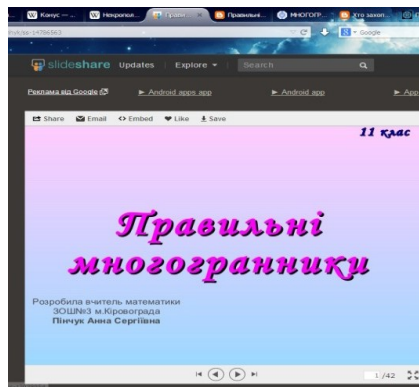 Конус — ...
Некропол...
Прави...
Правильні...
МНОГОГР...
Хто захоп...
Google
slideshare Updates Explore Search
Реклама від Google
► Android apps app
► Android app
► App
Share Email Embed Like Save
11 клас
Правильні
многогранники
Розробила вчитель математики
ЗОШ№3 м.Кіровограда
Пінчук Анна Сергіївна
1 /42